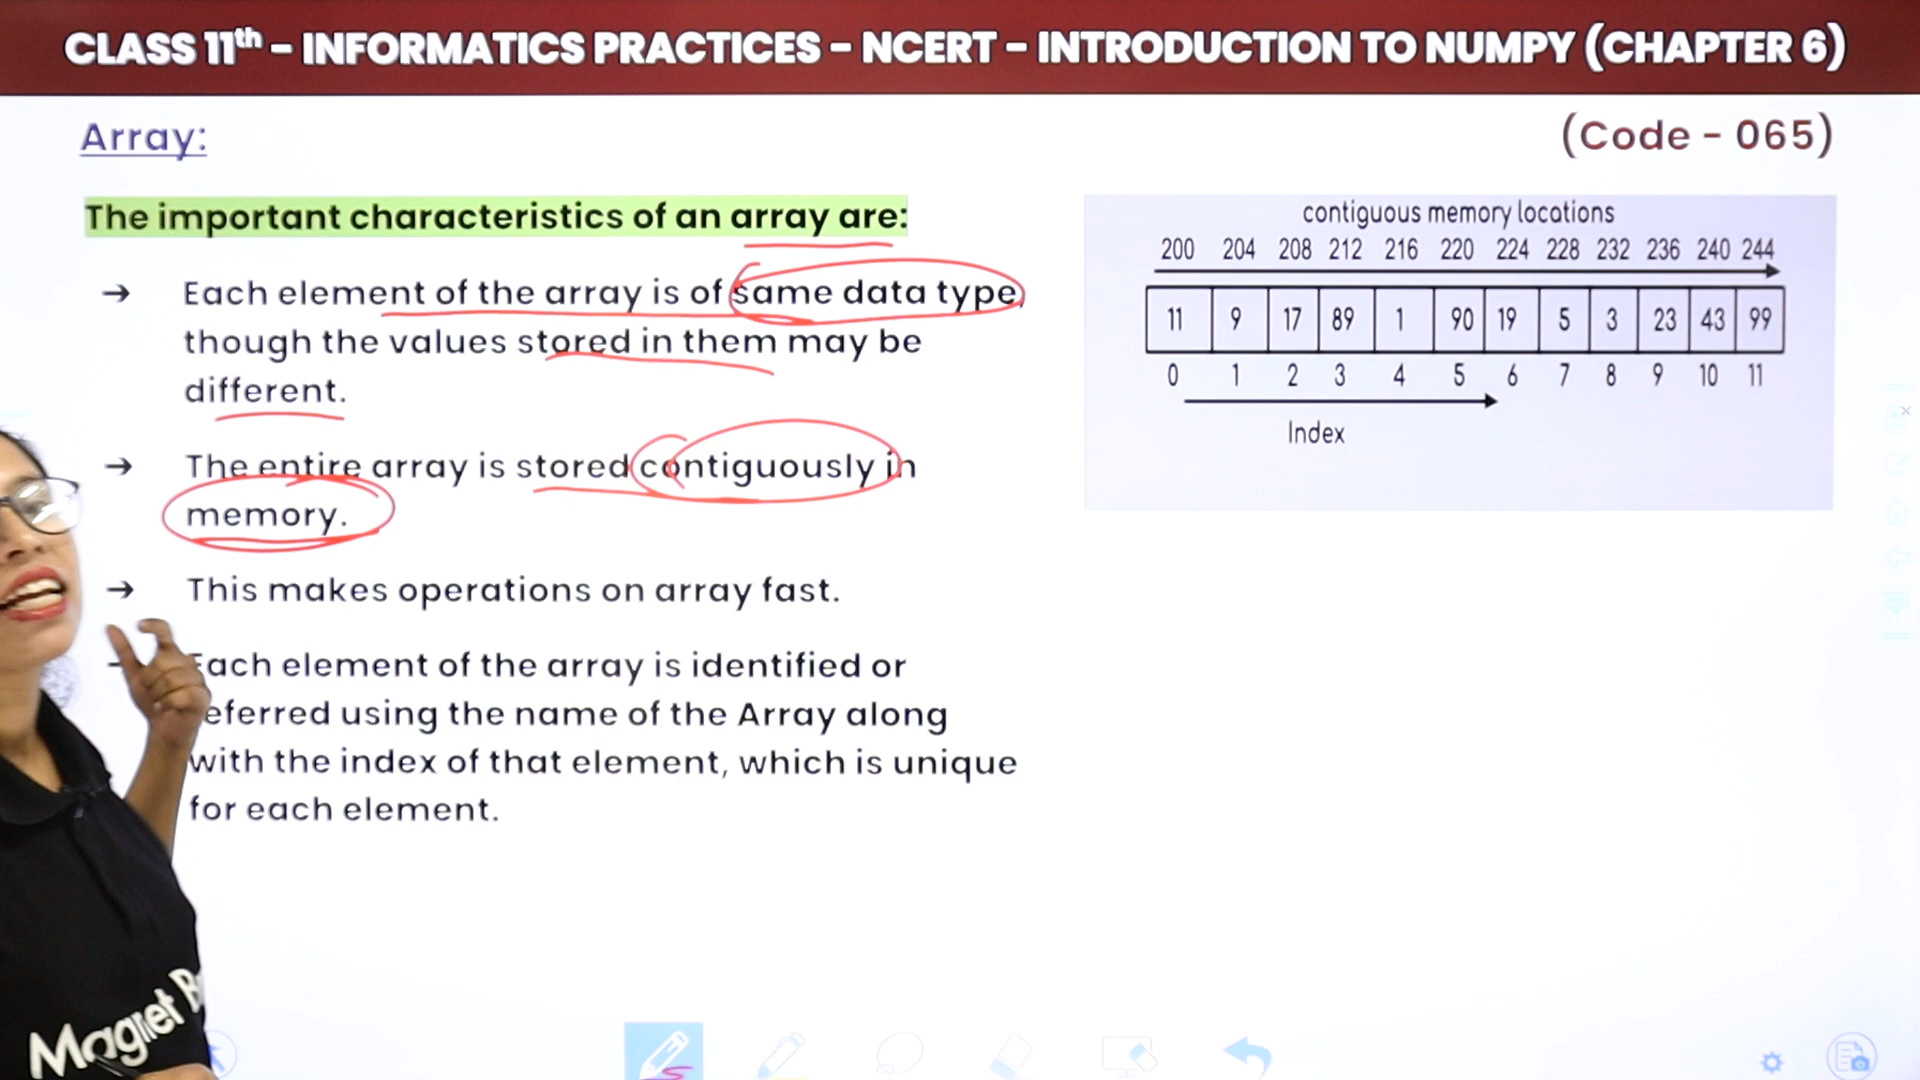 CLASS 11th – INFORMATICS PRACTICES – NCERT – INTRODUCTION TO NUMPY (CHAPTER 6)
Array:
(Code - 065)
The important characteristics of an array are:
→ Each element of the array is of same data type,
though the values stored in them may be
different.
→ The entire array is stored contiguously in
memory.
→ This makes operations on array fast.
Each element of the array is identified or
eferred using the name of the Array along
with the index of that element, which is unique
for each element.
contiguous memory locations
200 204 208 212 216 220 224 228 232 236 240 244
11 9 17 89 1 90 19 5 3 23 43 99
0 1 2 3 4 5 6 7 8 9 10 11
Index
Magnet B